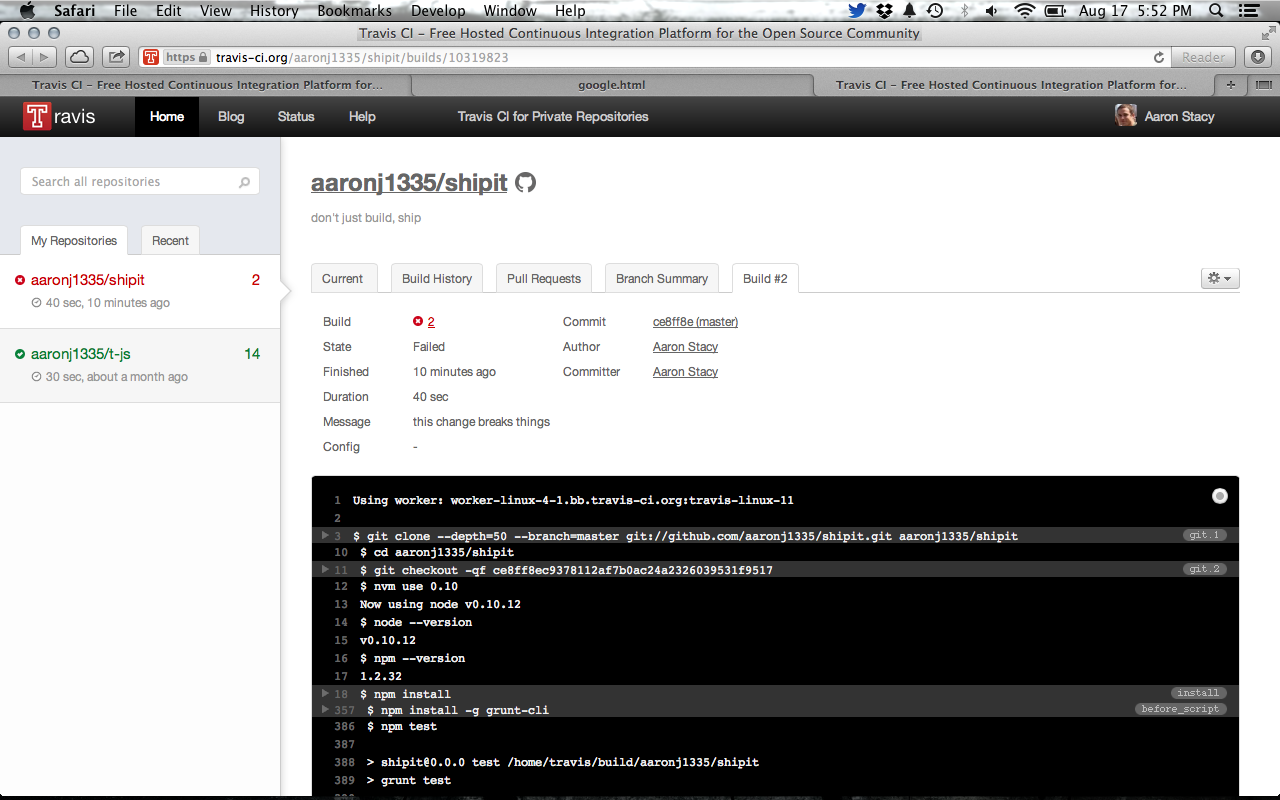 Safari File Edit View History Bookmarks Develop Window Help Aug 17 5:52 PM
Travis CI – Free Hosted Continuous Integration Platform for the Open Source Community
https travis-ci.org/aaronj1335/shipit/builds/10319823 Reader
Travis CI – Free Hosted Continuous Integration Platform for... google.html Travis CI – Free Hosted Continuous Integration Platform for...
Travis Home Blog Status Help Travis CI for Private Repositories Aaron Stacy
Search all repositories
My Repositories Recent
aaronj1335/shipit 2
40 sec, 10 minutes ago
aaronj1335/t-js 14
30 sec, about a month ago
aaronj1335/shipit
don't just build, ship
Current Build History Pull Requests Branch Summary Build #2
Build 2 Commit ce8ff8e (master)
State Failed Author Aaron Stacy
Finished 10 minutes ago Committer Aaron Stacy
Duration 40 sec
Message this change breaks things
Config -
1 Using worker: worker-linux-4-1.bb.travis-ci.org:travis-linux-11
2
3 $ git clone --depth=50 --branch=master git://github.com/aaronj1335/shipit.git aaronj1335/shipit git.1
10 $ cd aaronj1335/shipit
11 $ git checkout -qf ce8ff8ec9378112af7b0ac24a2326039531f9517 git.2
12 $ nvm use 0.10
13 Now using node v0.10.12
14 $ node --version
15 v0.10.12
16 $ npm --version
17 1.2.32
18 $ npm install install
357 $ npm install -g grunt-cli before_script
386 $ npm test
387
388 > shipit@0.0.0 test /home/travis/build/aaronj1335/shipit
389 > grunt test